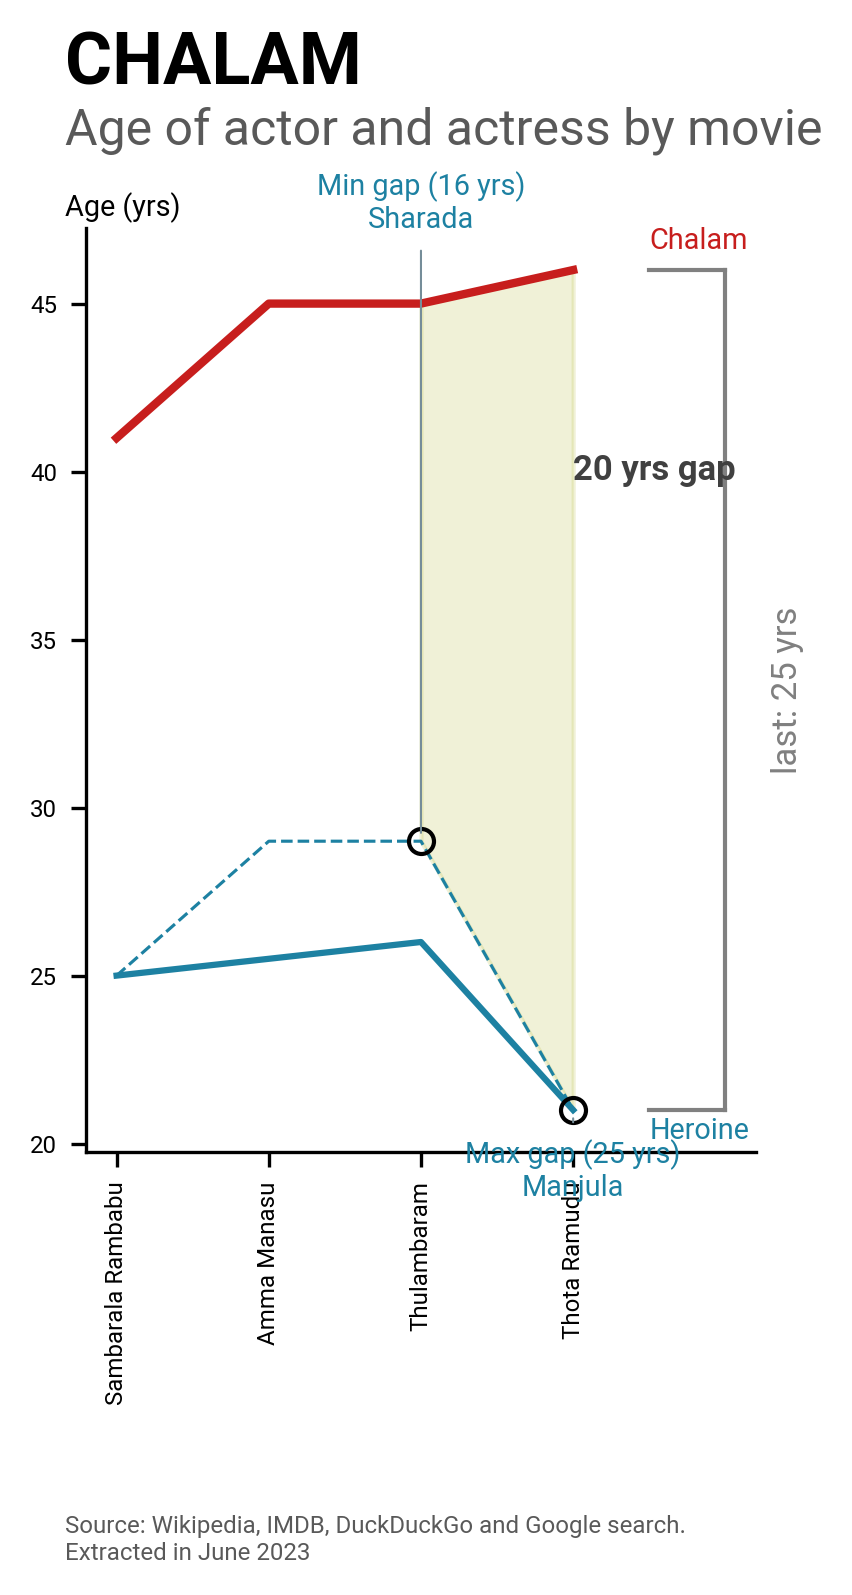 CHALAM
Age of actor and actress by movie
Min gap (16 yrs)
Sharada
Age (yrs)
Chalam
45
40
35
30
25
20
20 yrs gap
last: 25 yrs
Heroine
Max gap (25 yrs)
Manjula
Sambarala Rambabu
Amma Manasu
Thulambaram
Thota Ramudu
Source: Wikipedia, IMDB, DuckDuckGo and Google search.
Extracted in June 2023